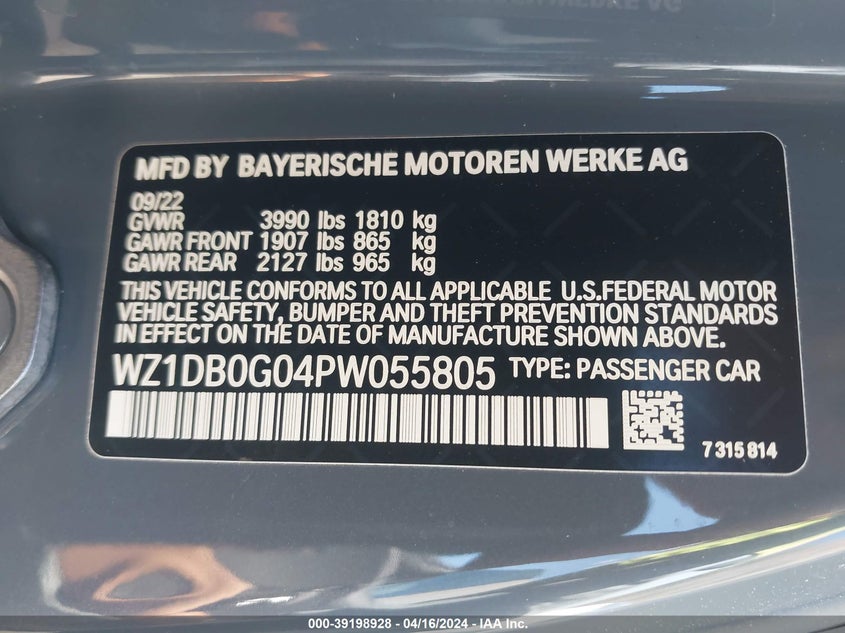 MFD BY BAYERISCHE MOTOREN WERKE AG
09/22
GVWR 3990 lbs 1810 kg
GAWR FRONT 1907 lbs 865 kg
GAWR REAR 2127 lbs 965 kg
THIS VEHICLE CONFORMS TO ALL APPLICABLE U.S.FEDERAL MOTOR
VEHICLE SAFETY, BUMPER AND THEFT PREVENTION STANDARDS
IN EFFECT ON THE DATE OF MANUFACTURE SHOWN ABOVE.
WZ1DB0G04PW055805 TYPE: PASSENGER CAR
7315814
000-39198928 - 04/16/2024 - IAA Inc.